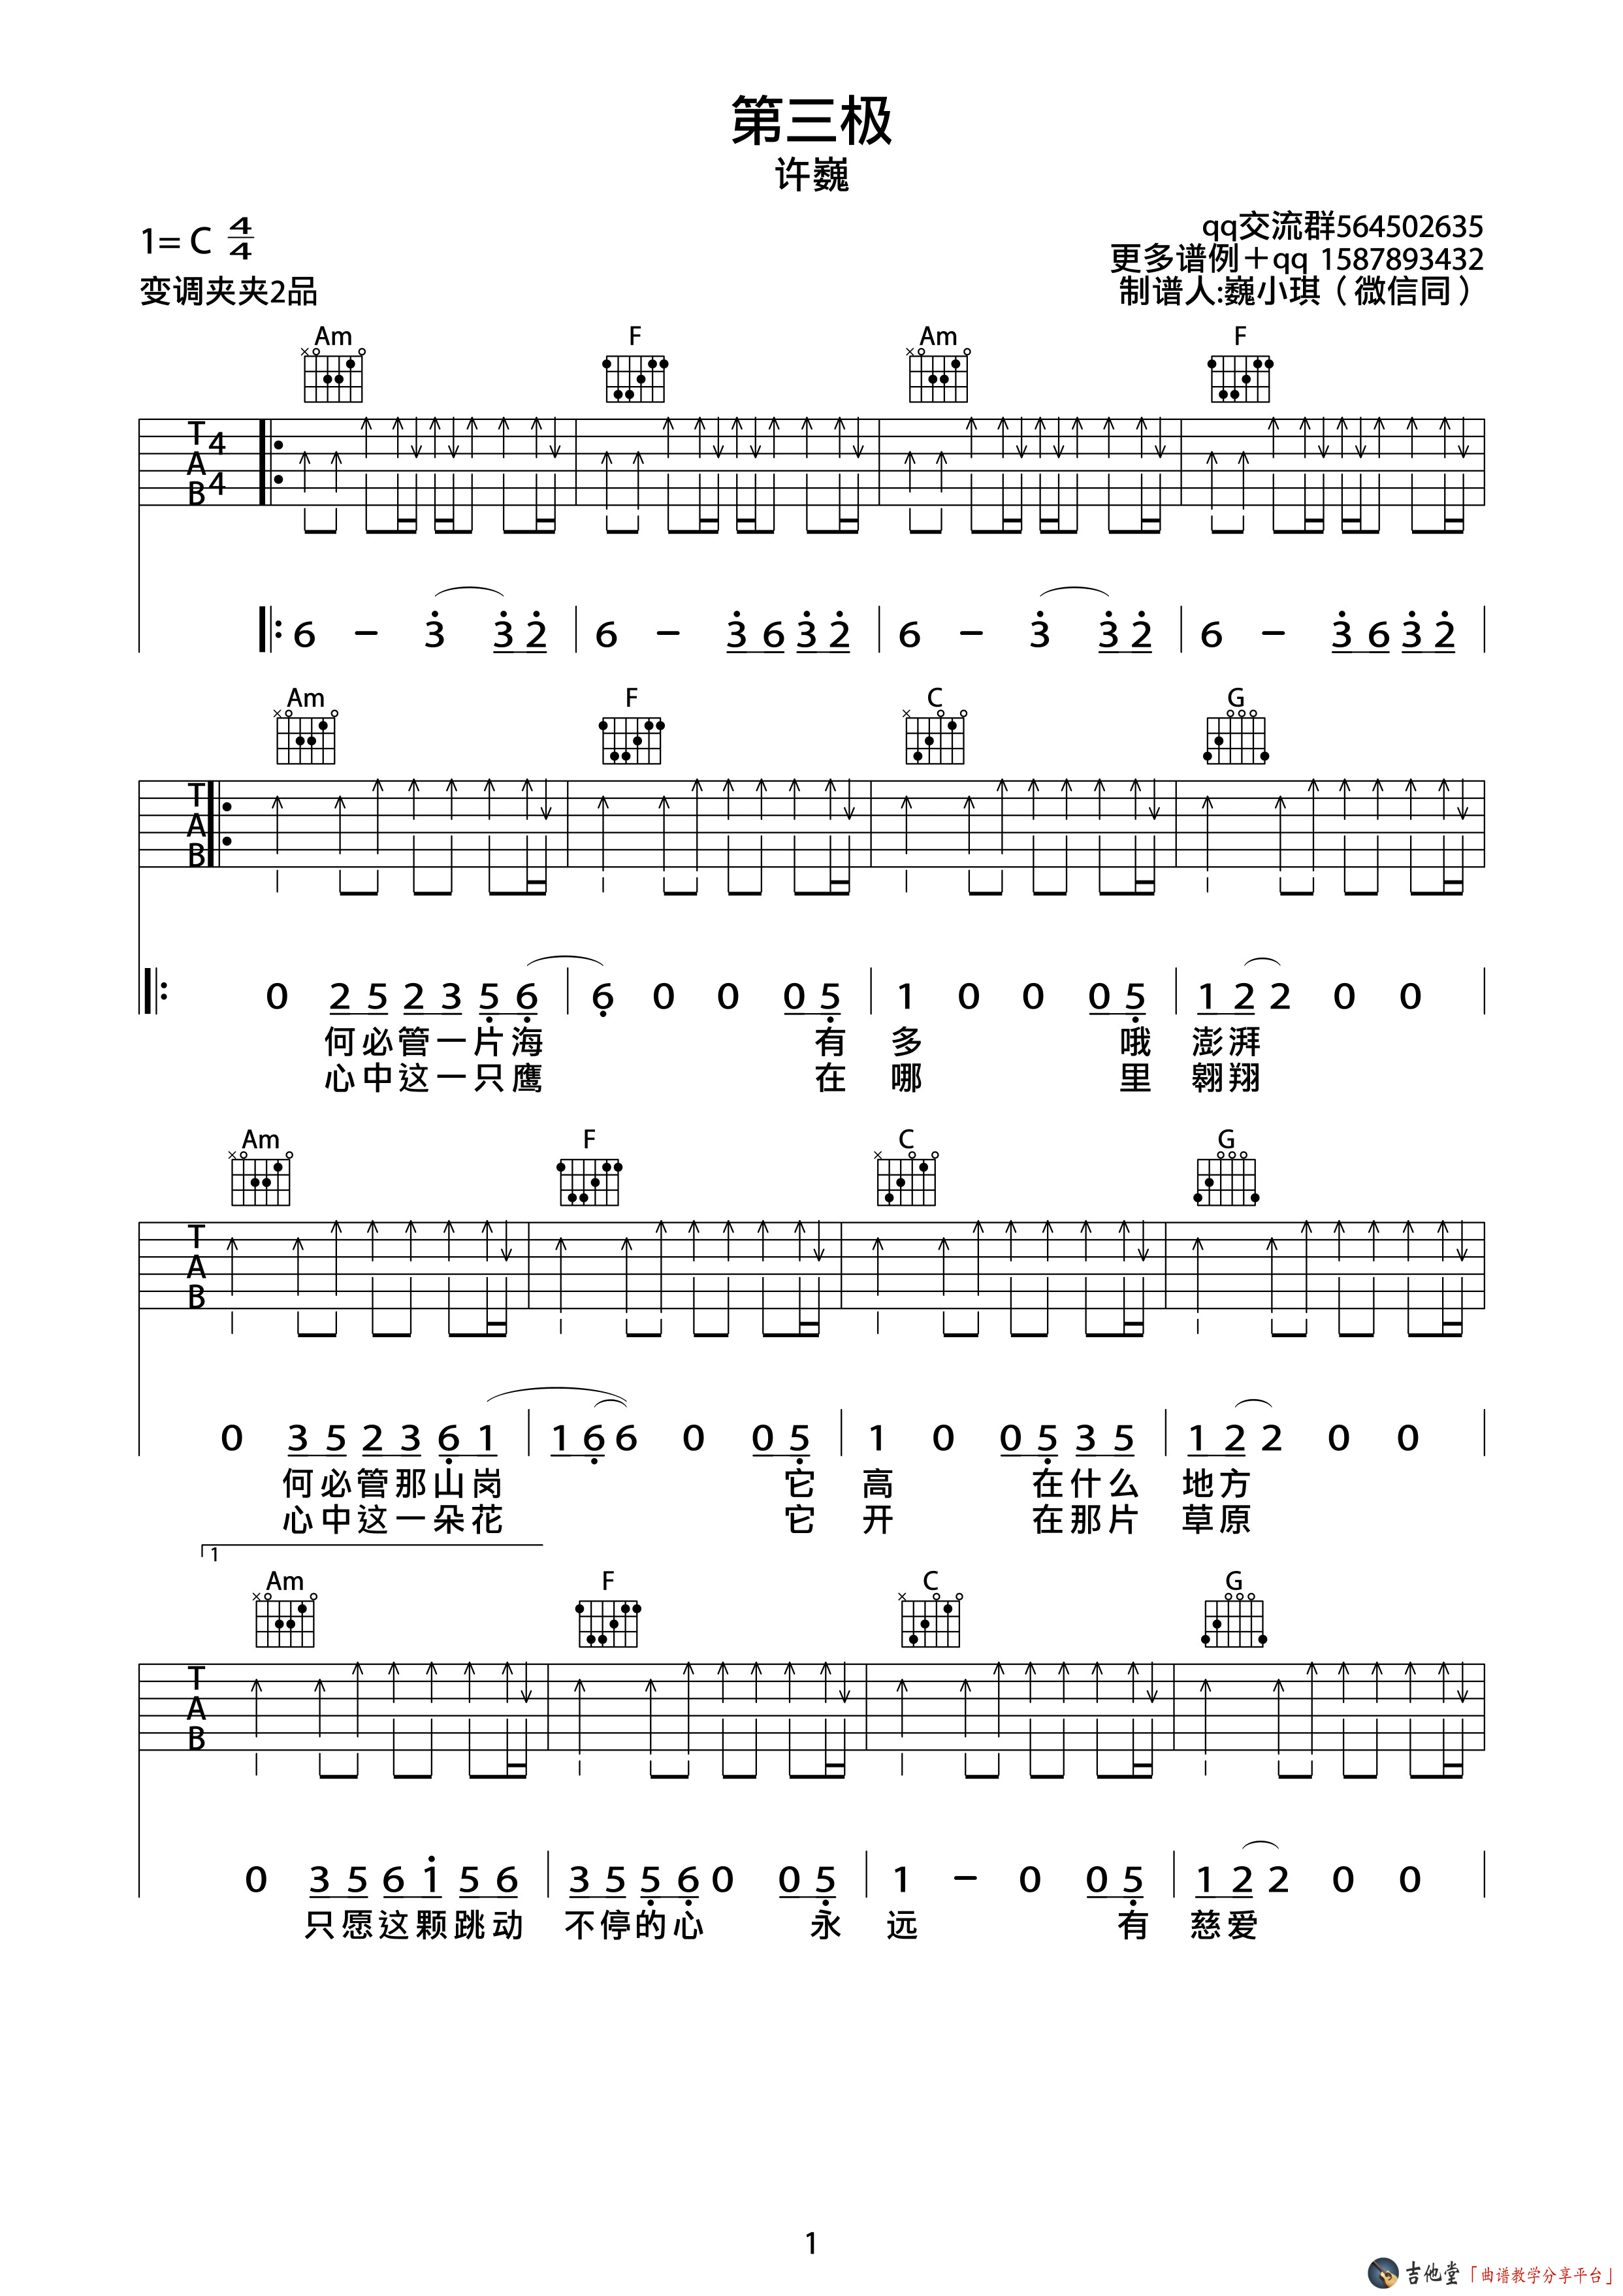 第三极
许巍
1= C 4/4
变调夹夹2品
qq交流群564502635
更多谱例＋qq 1587893432
制谱人:巍小琪（微信同）
Am F Am F
T A B 4 4
6 – 3 3 2 6 – 3 6 3 2 6 – 3 3 2 6 – 3 6 3 2
Am F C G
T A B
0 2 5 2 3 5 6 6 0 0 0 5 1 0 0 0 5 1 2 2 0 0
何必管一片海 有 多 哦 澎湃
心中这一只鹰 在 哪 里 翱翔
Am F C G
T A B
0 3 5 2 3 6 1 1 6 6 0 0 5 1 0 0 5 3 5 1 2 2 0 0
何必管那山岗 它 高 在什么 地方
心中这一朵花 它 开 在那片 草原
1
Am F C G
T A B
0 3 5 6 1 5 6 3 5 5 6 0 0 5 1 – 0 0 5 1 2 2 0 0
只愿这颗跳动 不停的心 永 远 有 慈爱
1
吉他堂「曲谱教学分享平台」